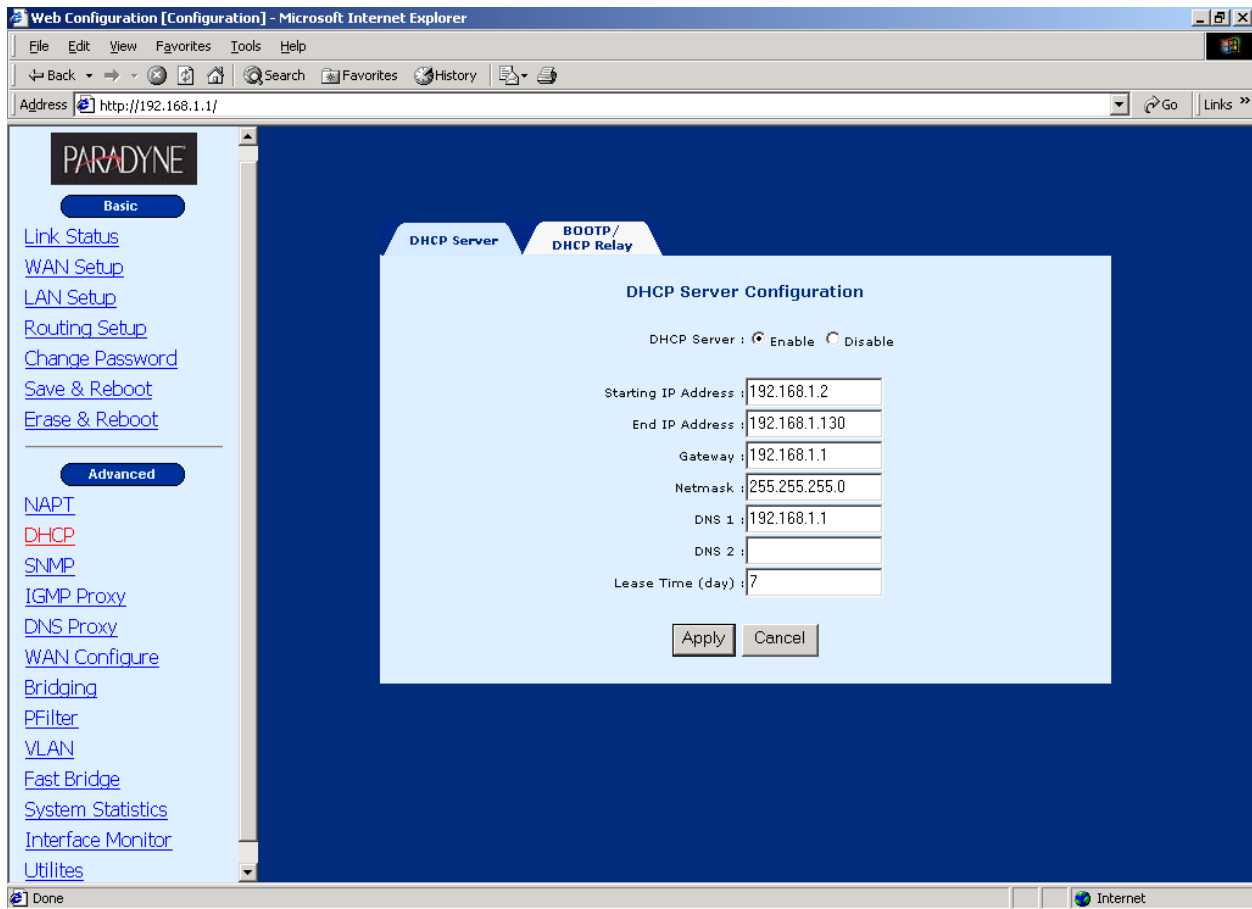 Web Configuration [Configuration] - Microsoft Internet Explorer
File Edit View Favorites Tools Help
Back Search Favorites History
Address http://192.168.1.1/ Go Links »
PARADYNE
Basic
Link Status
WAN Setup
LAN Setup
Routing Setup
Change Password
Save & Reboot
Erase & Reboot
Advanced
NAPT
DHCP
SNMP
IGMP Proxy
DNS Proxy
WAN Configure
Bridging
PFilter
VLAN
Fast Bridge
System Statistics
Interface Monitor
Utilites
DHCP Server
BOOTP/
DHCP Relay
DHCP Server Configuration
DHCP Server : Enable Disable
Starting IP Address : 192.168.1.2
End IP Address : 192.168.1.130
Gateway : 192.168.1.1
Netmask : 255.255.255.0
DNS 1 : 192.168.1.1
DNS 2 :
Lease Time (day) : 7
Apply Cancel
Done Internet